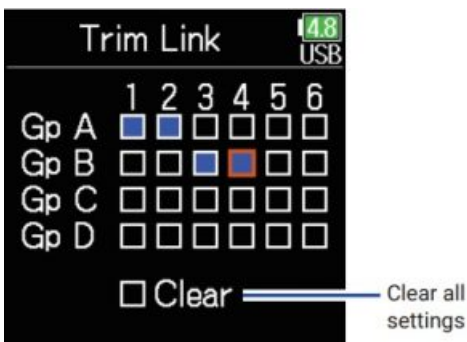 Trim Link 4.8
USB
1 2 3 4 5 6
Gp A
Gp B
Gp C
Gp D
Clear
Clear all
settings